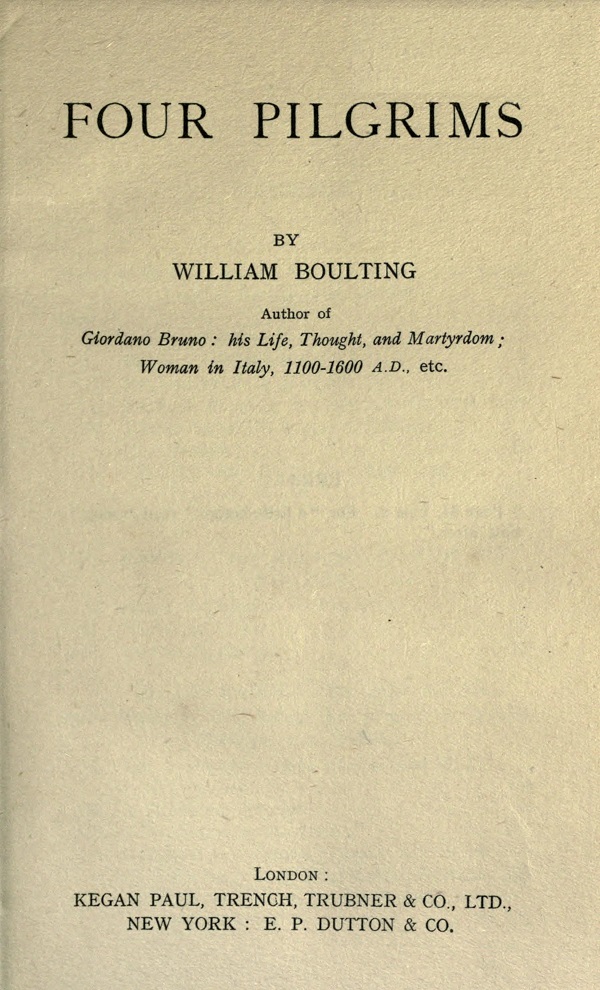 FOUR PILGRIMS
BY
WILLIAM BOULTING
Author of
Giordano Bruno : his Life, Thought, and Martyrdom ;
Woman in Italy, 1100-1600 A.D., etc.
London :
KEGAN PAUL, TRENCH, TRUBNER & CO., LTD.,
NEW YORK : E. P. DUTTON & CO.